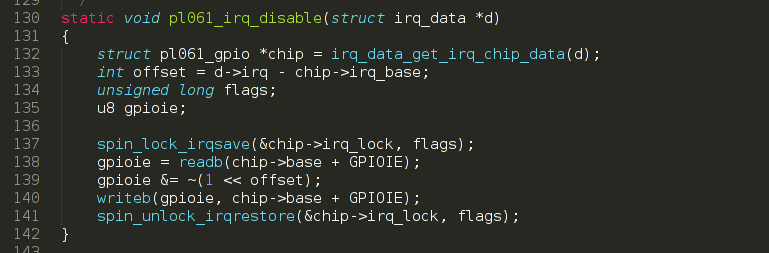 129 */
130 static void pl061_irq_disable(struct irq_data *d)
131 {
132     struct pl061_gpio *chip = irq_data_get_irq_chip_data(d);
133     int offset = d->irq - chip->irq_base;
134     unsigned long flags;
135     u8 gpioie;
136
137     spin_lock_irqsave(&chip->irq_lock, flags);
138     gpioie = readb(chip->base + GPIOIE);
139     gpioie &= ~(1 << offset);
140     writeb(gpioie, chip->base + GPIOIE);
141     spin_unlock_irqrestore(&chip->irq_lock, flags);
142 }
143